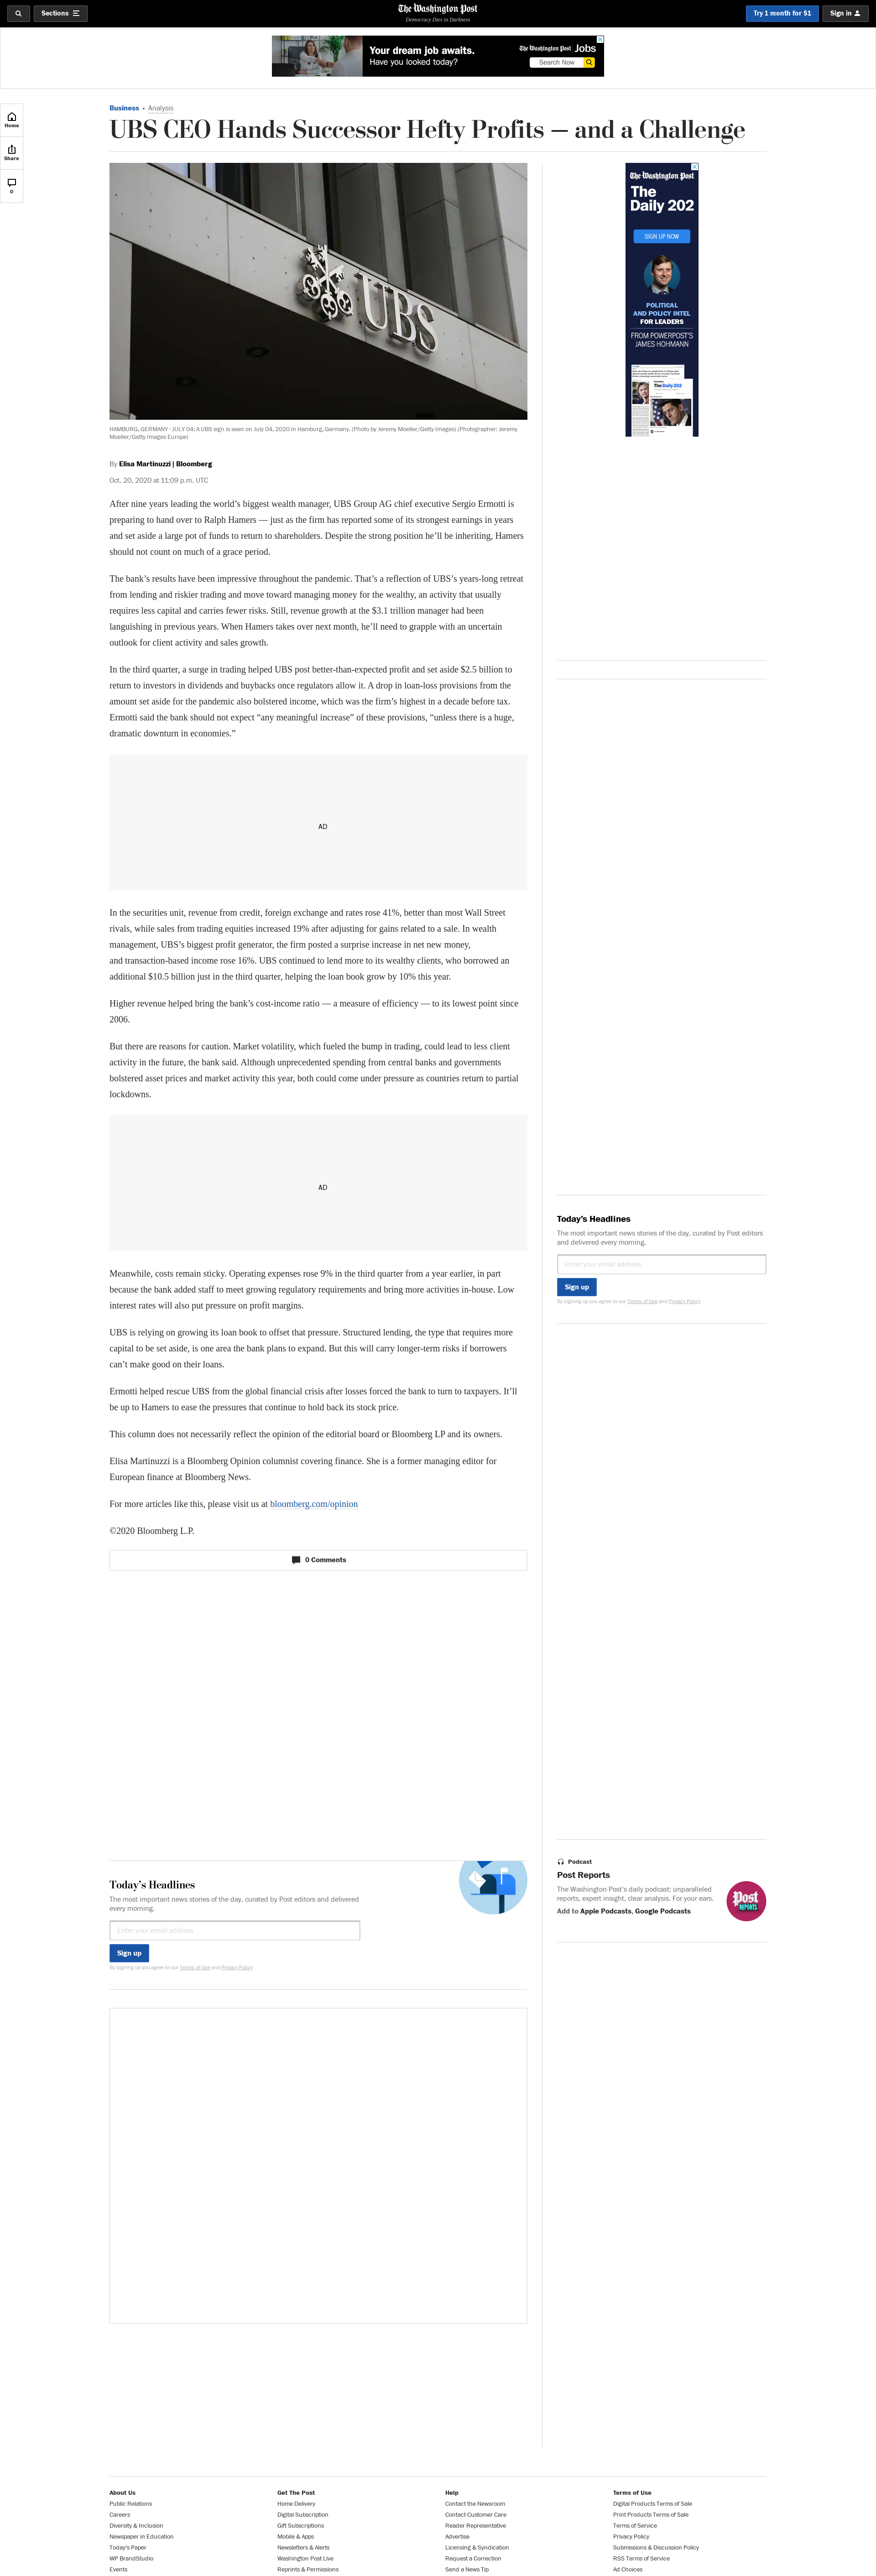 Sections
The Washington Post
Democracy Dies in Darkness
Try 1 month for $1
Sign in
Your dream job awaits.
Have you looked today?
The Washington Post Jobs
Search Now
Home
Share
0
Business • Analysis
UBS CEO Hands Successor Hefty Profits — and a Challenge
UBS
HAMBURG, GERMANY - JULY 04: A UBS sign is seen on July 04, 2020 in Hamburg, Germany. (Photo by Jeremy Moeller/Getty Images) (Photographer: Jeremy
Moeller/Getty Images Europe)
By Elisa Martinuzzi | Bloomberg
Oct. 20, 2020 at 11:09 p.m. UTC
After nine years leading the world’s biggest wealth manager, UBS Group AG chief executive Sergio Ermotti is
preparing to hand over to Ralph Hamers — just as the firm has reported some of its strongest earnings in years
and set aside a large pot of funds to return to shareholders. Despite the strong position he’ll be inheriting, Hamers
should not count on much of a grace period.
The bank’s results have been impressive throughout the pandemic. That’s a reflection of UBS’s years-long retreat
from lending and riskier trading and move toward managing money for the wealthy, an activity that usually
requires less capital and carries fewer risks. Still, revenue growth at the $3.1 trillion manager had been
languishing in previous years. When Hamers takes over next month, he’ll need to grapple with an uncertain
outlook for client activity and sales growth.
In the third quarter, a surge in trading helped UBS post better-than-expected profit and set aside $2.5 billion to
return to investors in dividends and buybacks once regulators allow it. A drop in loan-loss provisions from the
amount set aside for the pandemic also bolstered income, which was the firm’s highest in a decade before tax.
Ermotti said the bank should not expect “any meaningful increase” of these provisions, “unless there is a huge,
dramatic downturn in economies.”
AD
In the securities unit, revenue from credit, foreign exchange and rates rose 41%, better than most Wall Street
rivals, while sales from trading equities increased 19% after adjusting for gains related to a sale. In wealth
management, UBS’s biggest profit generator, the firm posted a surprise increase in net new money,
and transaction-based income rose 16%. UBS continued to lend more to its wealthy clients, who borrowed an
additional $10.5 billion just in the third quarter, helping the loan book grow by 10% this year.
Higher revenue helped bring the bank’s cost-income ratio — a measure of efficiency — to its lowest point since
2006.
But there are reasons for caution. Market volatility, which fueled the bump in trading, could lead to less client
activity in the future, the bank said. Although unprecedented spending from central banks and governments
bolstered asset prices and market activity this year, both could come under pressure as countries return to partial
lockdowns.
AD
Meanwhile, costs remain sticky. Operating expenses rose 9% in the third quarter from a year earlier, in part
because the bank added staff to meet growing regulatory requirements and bring more activities in-house. Low
interest rates will also put pressure on profit margins.
UBS is relying on growing its loan book to offset that pressure. Structured lending, the type that requires more
capital to be set aside, is one area the bank plans to expand. But this will carry longer-term risks if borrowers
can’t make good on their loans.
Ermotti helped rescue UBS from the global financial crisis after losses forced the bank to turn to taxpayers. It’ll
be up to Hamers to ease the pressures that continue to hold back its stock price.
This column does not necessarily reflect the opinion of the editorial board or Bloomberg LP and its owners.
Elisa Martinuzzi is a Bloomberg Opinion columnist covering finance. She is a former managing editor for
European finance at Bloomberg News.
For more articles like this, please visit us at bloomberg.com/opinion
©2020 Bloomberg L.P.
0 Comments
Today’s Headlines
The most important news stories of the day, curated by Post editors and delivered
every morning.
Enter your email address
Sign up
By signing up you agree to our Terms of Use and Privacy Policy
The Washington Post
The
Daily 202
SIGN UP NOW
POLITICAL
AND POLICY INTEL
FOR LEADERS
FROM POWERPOST’S
JAMES HOHMANN
The Daily 202
Today’s Headlines
The most important news stories of the day, curated by Post editors
and delivered every morning.
Enter your email address
Sign up
By signing up you agree to our Terms of Use and Privacy Policy
Podcast
Post Reports
The Washington Post’s daily podcast: unparalleled
reports, expert insight, clear analysis. For your ears.
Add to Apple Podcasts, Google Podcasts
Post
REPORTS
About Us
Public Relations
Careers
Diversity & Inclusion
Newspaper in Education
Today’s Paper
WP BrandStudio
Events
Get The Post
Home Delivery
Digital Subscription
Gift Subscriptions
Mobile & Apps
Newsletters & Alerts
Washington Post Live
Reprints & Permissions
Help
Contact the Newsroom
Contact Customer Care
Reader Representative
Advertise
Licensing & Syndication
Request a Correction
Send a News Tip
Terms of Use
Digital Products Terms of Sale
Print Products Terms of Sale
Terms of Service
Privacy Policy
Submissions & Discussion Policy
RSS Terms of Service
Ad Choices